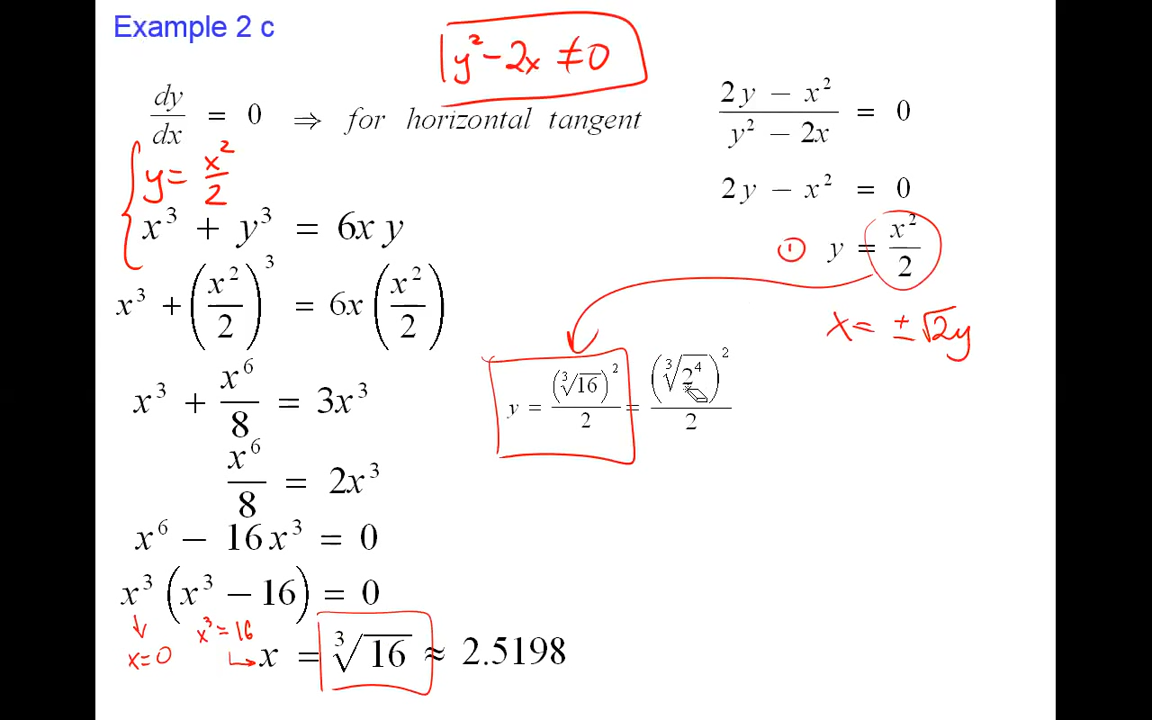 Example 2 c
y² − 2x ≠ 0
dy/dx = 0 ⇒ for horizontal tangent
(2y − x²)/(y² − 2x) = 0
2y − x² = 0
① y = x²/2
x = ±√2y
y = x²/2
x³ + y³ = 6x y
x³ + (x²/2)³ = 6x (x²/2)
x³ + x⁶/8 = 3x³
x⁶/8 = 2x³
x⁶ − 16x³ = 0
x³ (x³ − 16) = 0
x=0
x³=16
x = ∛16 ≈ 2.5198
y = (∛16)²/2 = (∛2⁴)²/2